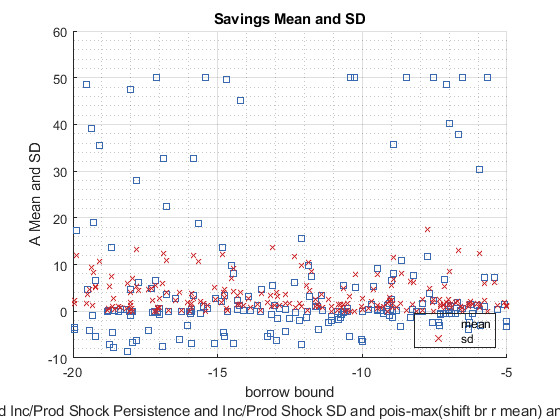 Savings Mean and SD
A Mean and SD
60
50
40
30
20
10
0
-10
-20
-15
-10
-5
mean
sd
borrow bound
d Inc/Prod Shock Persistence and Inc/Prod Shock SD and pois-max(shift br r mean) an